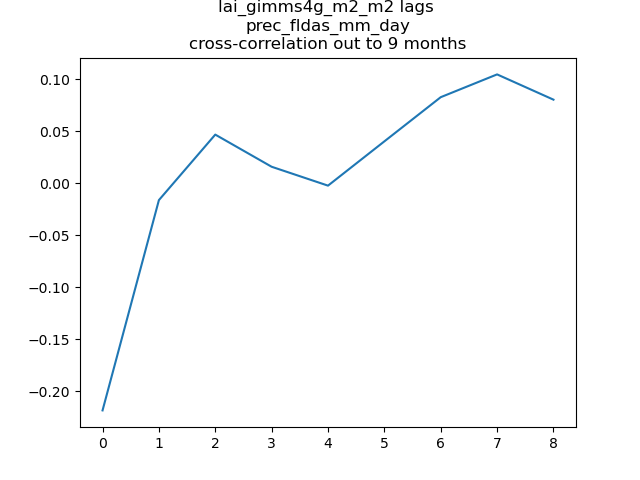 lai_gimms4g_m2_m2 lags
prec_fldas_mm_day
cross-correlation out to 9 months
0.10
0.05
0.00
−0.05
−0.10
−0.15
−0.20
0 1 2 3 4 5 6 7 8